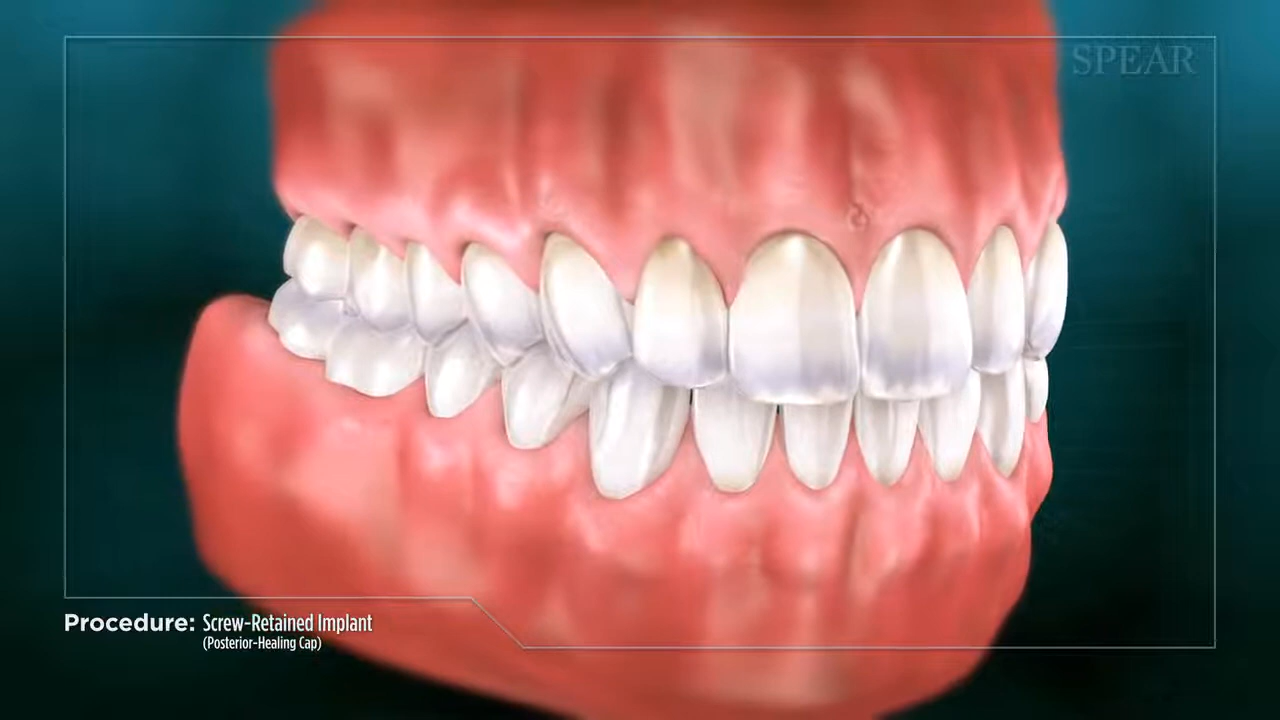 SPEAR
Procedure: Screw-Retained Implant
(Posterior-Healing Cap)